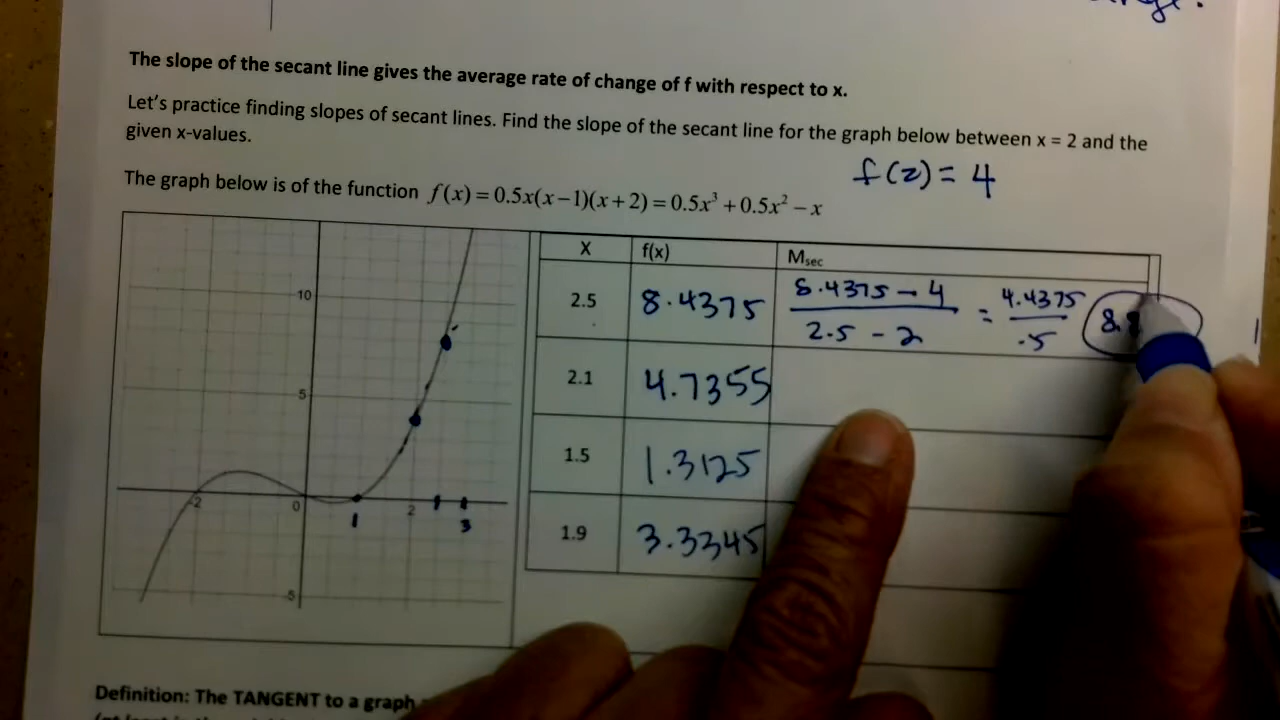 The slope of the secant line gives the average rate of change of f with respect to x.
Let's practice finding slopes of secant lines. Find the slope of the secant line for the graph below between x = 2 and the
given x-values.
f(2) = 4
The graph below is of the function f(x) = 0.5x(x−1)(x+2) = 0.5x³ + 0.5x² − x
X f(x) Msec
2.5 8.4375 8.4375 − 4 / 2.5 − 2 = 4.4375 / .5
2.1 4.7355
1.5 1.3125
1.9 3.3345
10
5
-2 0 1 2 3
-5
Definition: The TANGENT to a graph